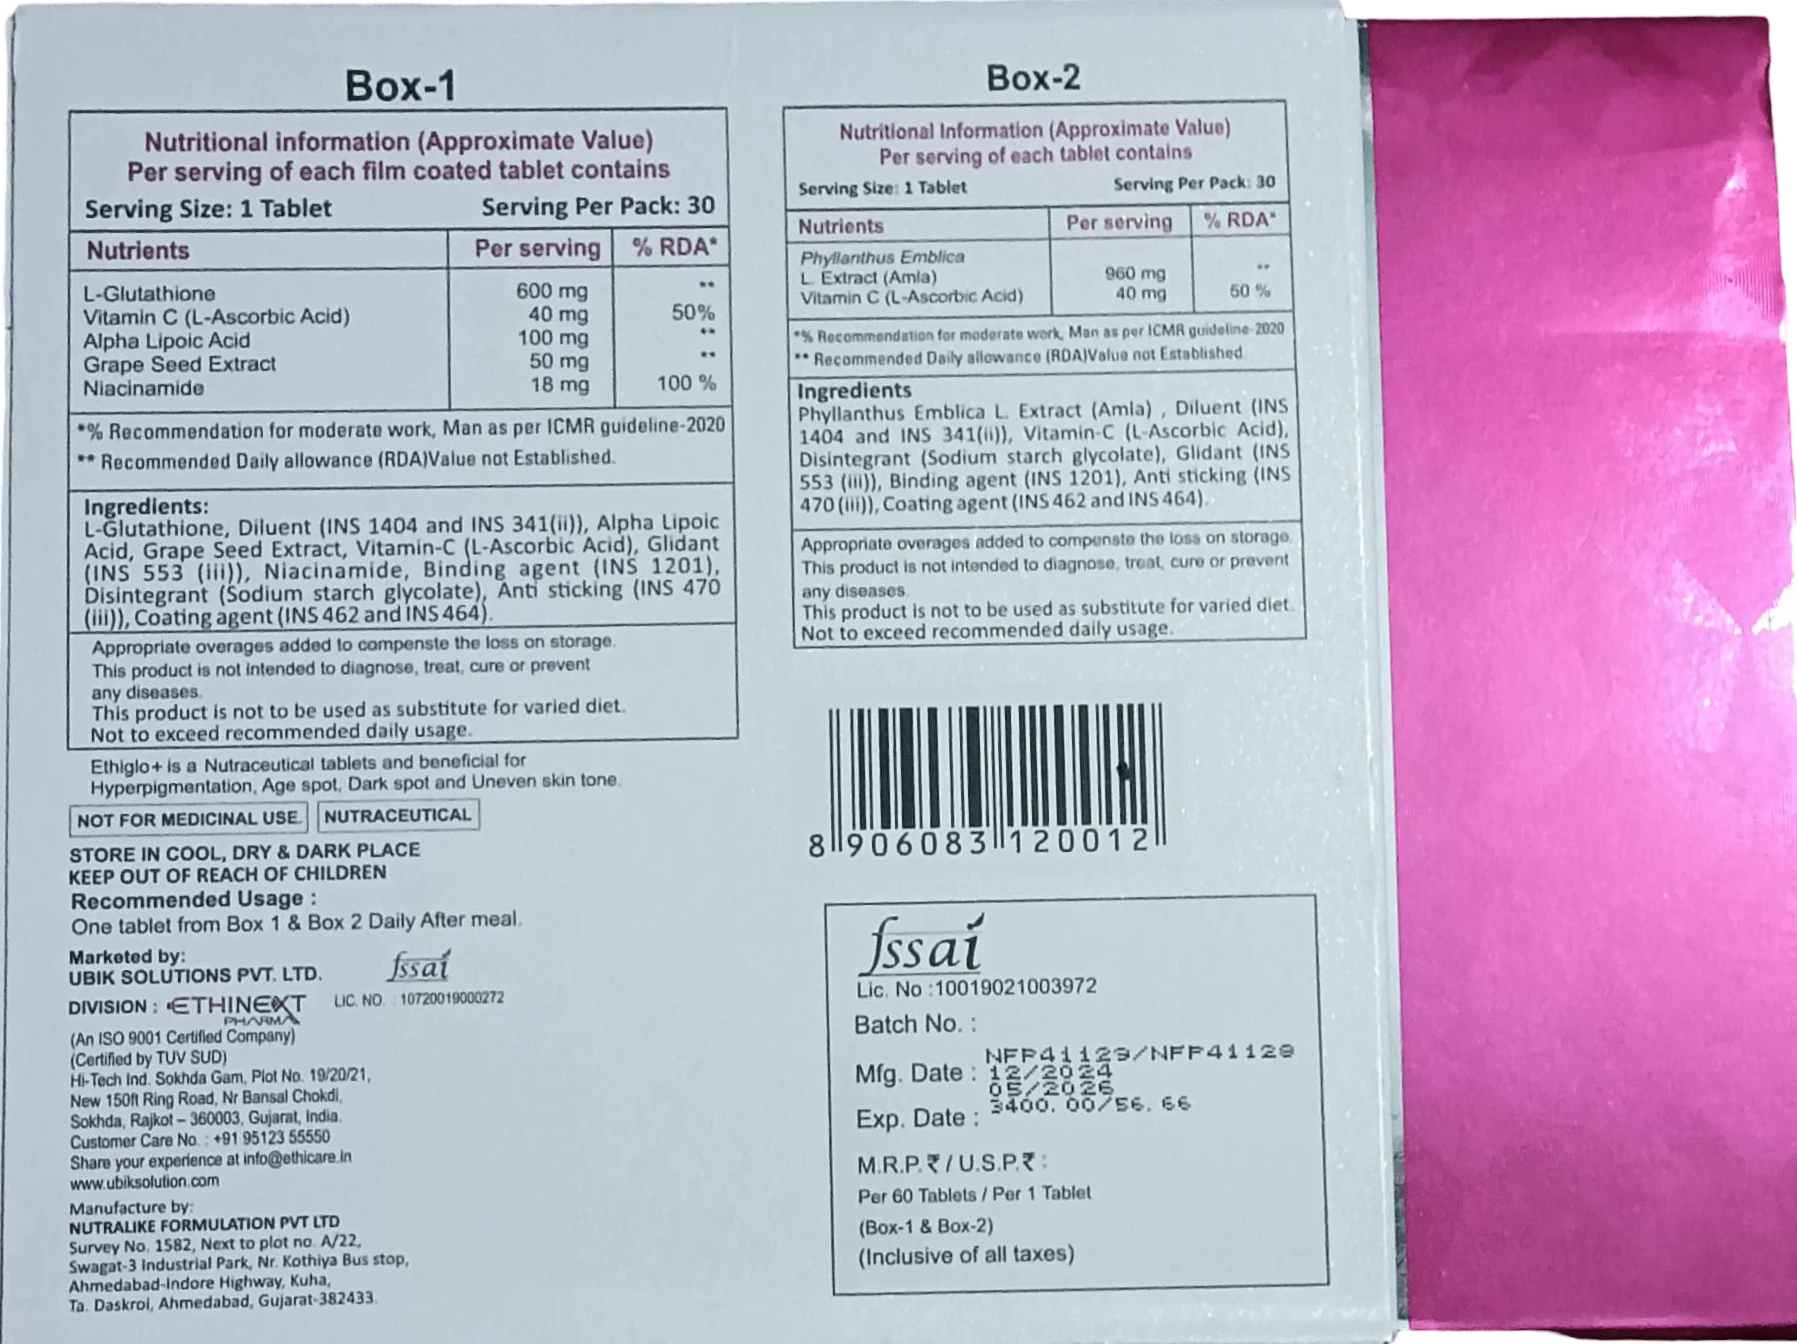 Box-1
Nutritional information (Approximate Value)
Per serving of each film coated tablet contains
Serving Size: 1 Tablet Serving Per Pack: 30
Nutrients Per serving % RDA*
L-Glutathione 600 mg **
Vitamin C (L-Ascorbic Acid) 40 mg 50%
Alpha Lipoic Acid 100 mg **
Grape Seed Extract 50 mg **
Niacinamide 18 mg 100 %
*% Recommendation for moderate work, Man as per ICMR guideline-2020
** Recommended Daily allowance (RDA)Value not Established.
Ingredients:
L-Glutathione, Diluent (INS 1404 and INS 341(ii)), Alpha Lipoic
Acid, Grape Seed Extract, Vitamin-C (L-Ascorbic Acid), Glidant
(INS 553 (iii)), Niacinamide, Binding agent (INS 1201),
Disintegrant (Sodium starch glycolate), Anti sticking (INS 470
(iii)), Coating agent (INS 462 and INS 464).
Appropriate overages added to compenste the loss on storage.
This product is not intended to diagnose, treat, cure or prevent
any diseases.
This product is not to be used as substitute for varied diet.
Not to exceed recommended daily usage.
Ethiglo+ is a Nutraceutical tablets and beneficial for
Hyperpigmentation, Age spot, Dark spot and Uneven skin tone.
NOT FOR MEDICINAL USE. NUTRACEUTICAL
STORE IN COOL, DRY & DARK PLACE
KEEP OUT OF REACH OF CHILDREN
Recommended Usage :
One tablet from Box 1 & Box 2 Daily After meal.
Marketed by:
UBIK SOLUTIONS PVT. LTD.
fssai
DIVISION : ETHINEXT
PHARMA
LIC. NO. : 10720019000272
(An ISO 9001 Certified Company)
(Certified by TUV SUD)
Hi-Tech Ind. Sokhda Gam, Plot No. 19/20/21,
New 150ft Ring Road, Nr Bansal Chokdi,
Sokhda, Rajkot – 360003, Gujarat, India.
Customer Care No. : +91 95123 55550
Share your experience at info@ethicare.in
www.ubiksolution.com
Manufacture by:
NUTRALIKE FORMULATION PVT LTD
Survey No. 1582, Next to plot no. A/22,
Swagat-3 Industrial Park, Nr. Kothiya Bus stop,
Ahmedabad-Indore Highway, Kuha,
Ta. Daskroi, Ahmedabad, Gujarat-382433.
Box-2
Nutritional Information (Approximate Value)
Per serving of each tablet contains
Serving Size: 1 Tablet Serving Per Pack: 30
Nutrients Per serving % RDA*
Phyllanthus Emblica
L. Extract (Amla) 960 mg **
Vitamin C (L-Ascorbic Acid) 40 mg 50 %
*% Recommendation for moderate work, Man as per ICMR guideline-2020
** Recommended Daily allowance (RDA)Value not Established
Ingredients
Phyllanthus Emblica L. Extract (Amla) , Diluent (INS
1404 and INS 341(ii)), Vitamin-C (L-Ascorbic Acid),
Disintegrant (Sodium starch glycolate), Glidant (INS
553 (iii)), Binding agent (INS 1201), Anti sticking (INS
470 (iii)), Coating agent (INS 462 and INS 464).
Appropriate overages added to compenste the loss on storage.
This product is not intended to diagnose, treat, cure or prevent
any diseases.
This product is not to be used as substitute for varied diet.
Not to exceed recommended daily usage.
8 906083 120012
fssai
Lic. No :10019021003972
Batch No. :
NFP41129/NFP41129
Mfg. Date : 12/2024
05/2026
Exp. Date : 3400.00/56.66
M.R.P.₹ / U.S.P.₹ :
Per 60 Tablets / Per 1 Tablet
(Box-1 & Box-2)
(Inclusive of all taxes)